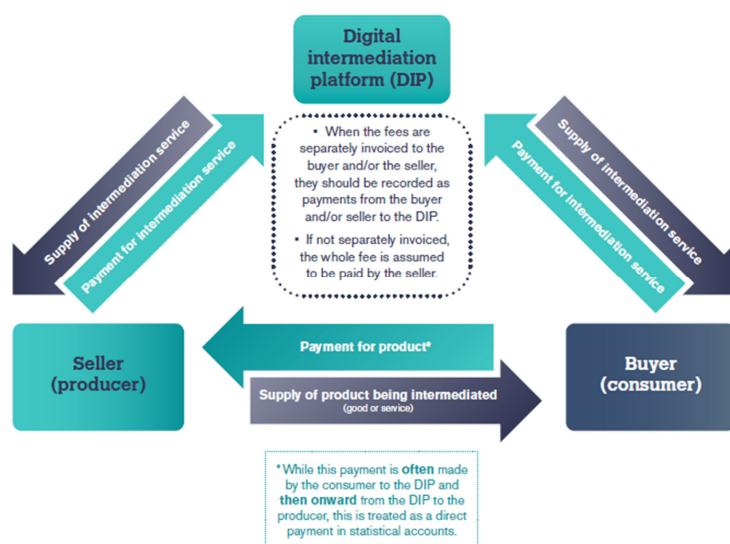 Digital
intermediation
platform (DIP)
Supply of intermediation service
Payment for intermediation service
• When the fees are
separately invoiced to the
buyer and/or the seller,
they should be recorded as
payments from the buyer
and/or seller to the DIP.
• If not separately invoiced,
the whole fee is assumed
to be paid by the seller.
Payment for intermediation service
Supply of intermediation service
Seller
(producer)
Payment for product*
Supply of product being intermediated
(good or service)
Buyer
(consumer)
* While this payment is often made
by the consumer to the DIP and
then onward from the DIP to the
producer, this is treated as a direct
payment in statistical accounts.